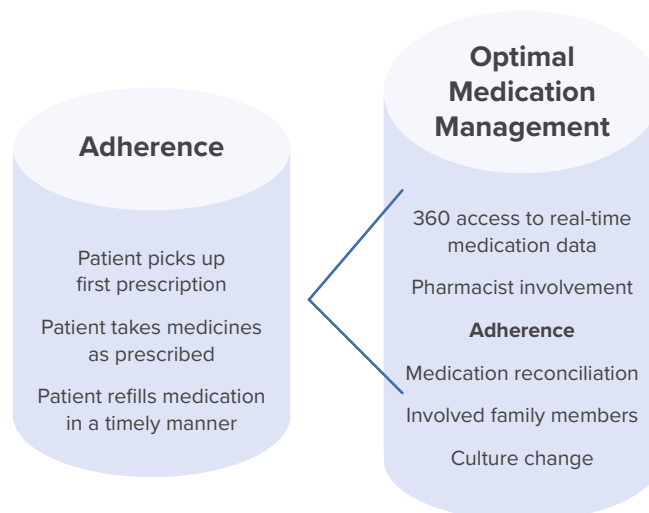 Adherence
Patient picks up
first prescription
Patient takes medicines
as prescribed
Patient refills medication
in a timely manner
Optimal
Medication
Management
360 access to real-time
medication data
Pharmacist involvement
Adherence
Medication reconciliation
Involved family members
Culture change